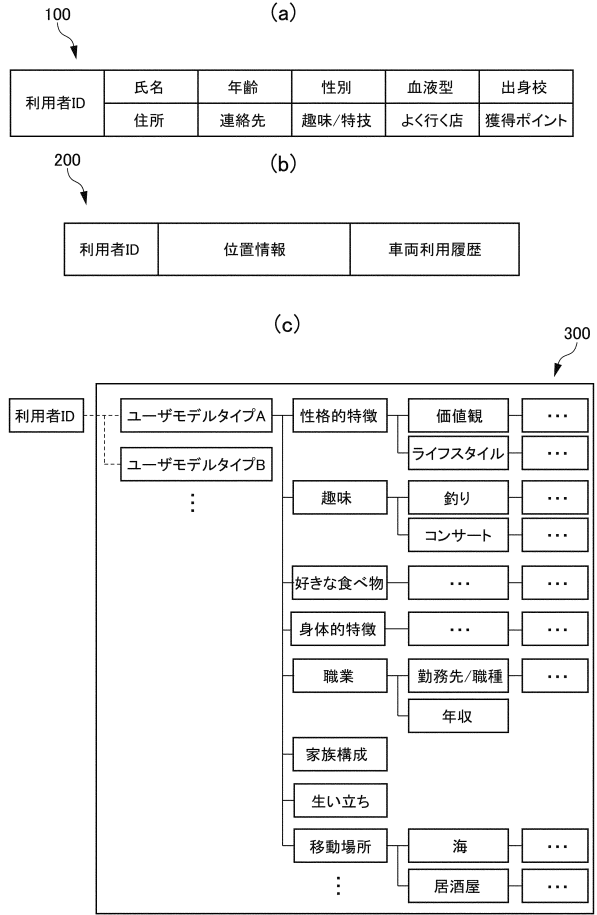 (a)
100
利用者ID
氏名 年齢 性別 血液型 出身校
住所 連絡先 趣味/特技 よく行く店 獲得ポイント
(b)
200
利用者ID 位置情報 車両利用履歴
(c)
300
利用者ID ユーザモデルタイプA 性格的特徴 価値観 ・・・
ライフスタイル ・・・
ユーザモデルタイプB
⋮
趣味 釣り ・・・
コンサート ・・・
好きな食べ物 ・・・ ・・・
身体的特徴 ・・・ ・・・
職業 勤務先/職種 ・・・
年収
家族構成
生い立ち
移動場所 海 ・・・
⋮ 居酒屋 ・・・